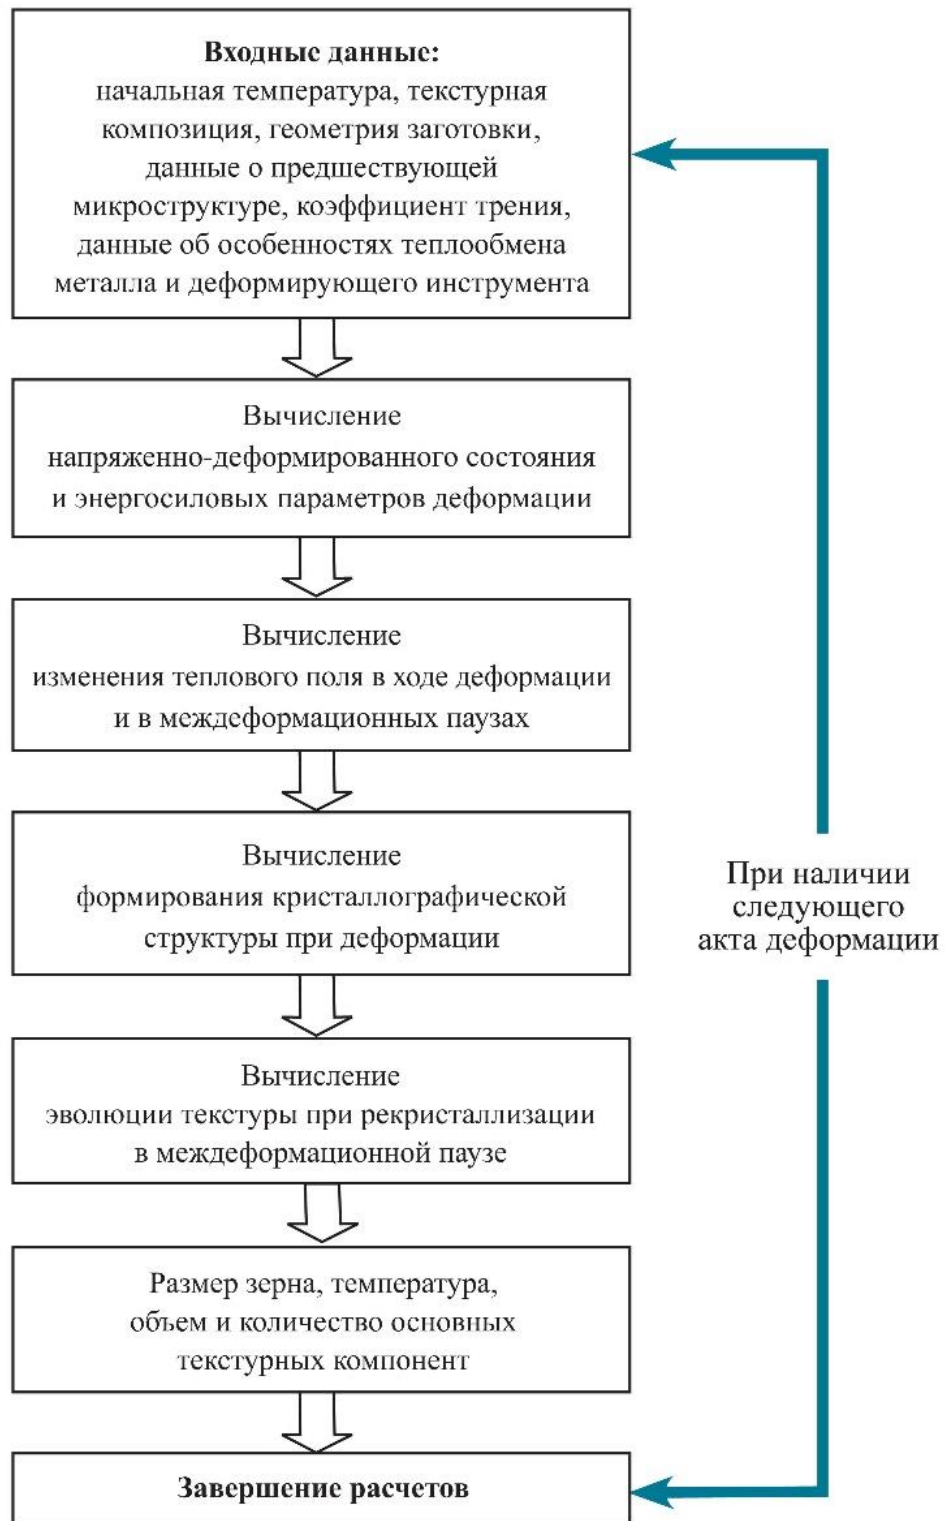 Входные данные:
начальная температура, текстурная
композиция, геометрия заготовки,
данные о предшествующей
микроструктуре, коэффициент трения,
данные об особенностях теплообмена
металла и деформирующего инструмента
Вычисление
напряженно-деформированного состояния
и энергосиловых параметров деформации
Вычисление
изменения теплового поля в ходе деформации
и в междеформационных паузах
Вычисление
формирования кристаллографической
структуры при деформации
При наличии
следующего
акта деформации
Вычисление
эволюции текстуры при рекристаллизации
в междеформационной паузе
Размер зерна, температура,
объем и количество основных
текстурных компонент
Завершение расчетов